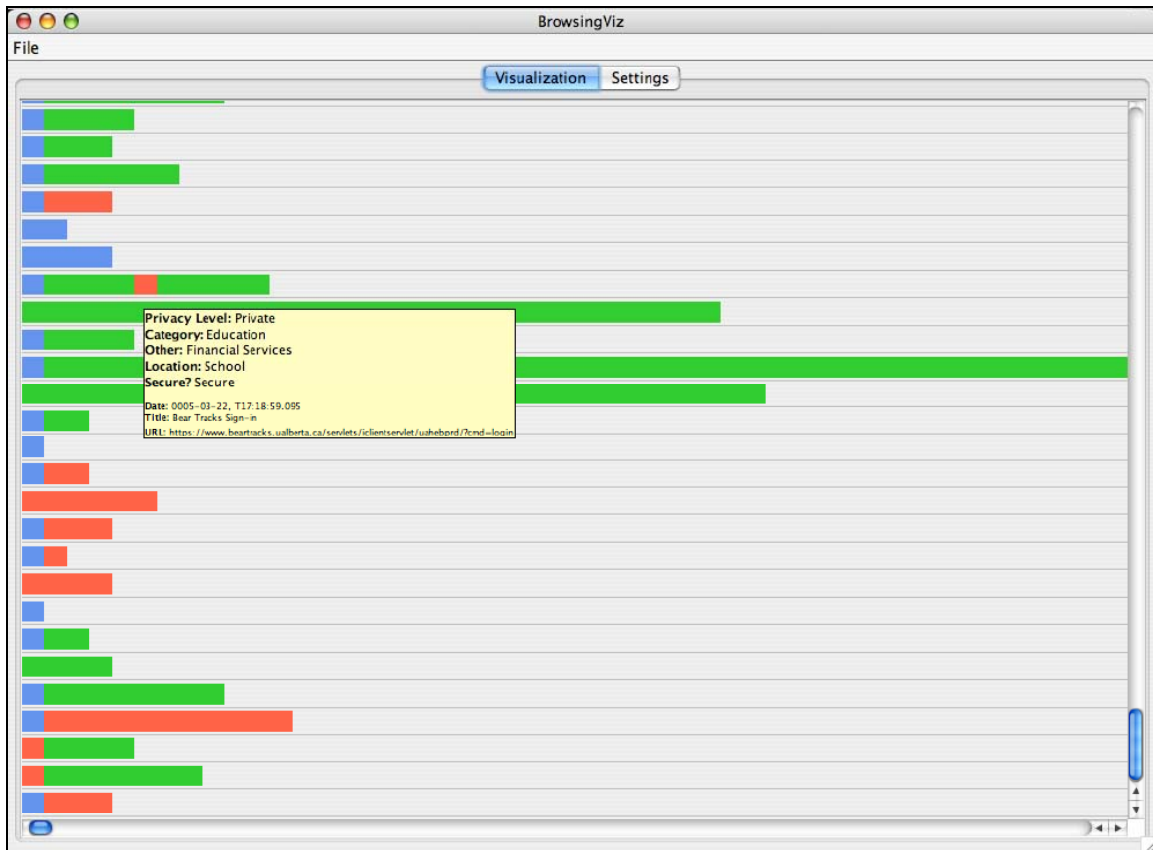 BrowsingViz
File
Visualization Settings
Privacy Level: Private
Category: Education
Other: Financial Services
Location: School
Secure? Secure
Date: 0005-03-22, T17:18:59.095
Title: Bear Tracks Sign-in
URL: https://www.beartracks.ualberta.ca/servlets/iclientservlet/uahebprd/?cmd=login